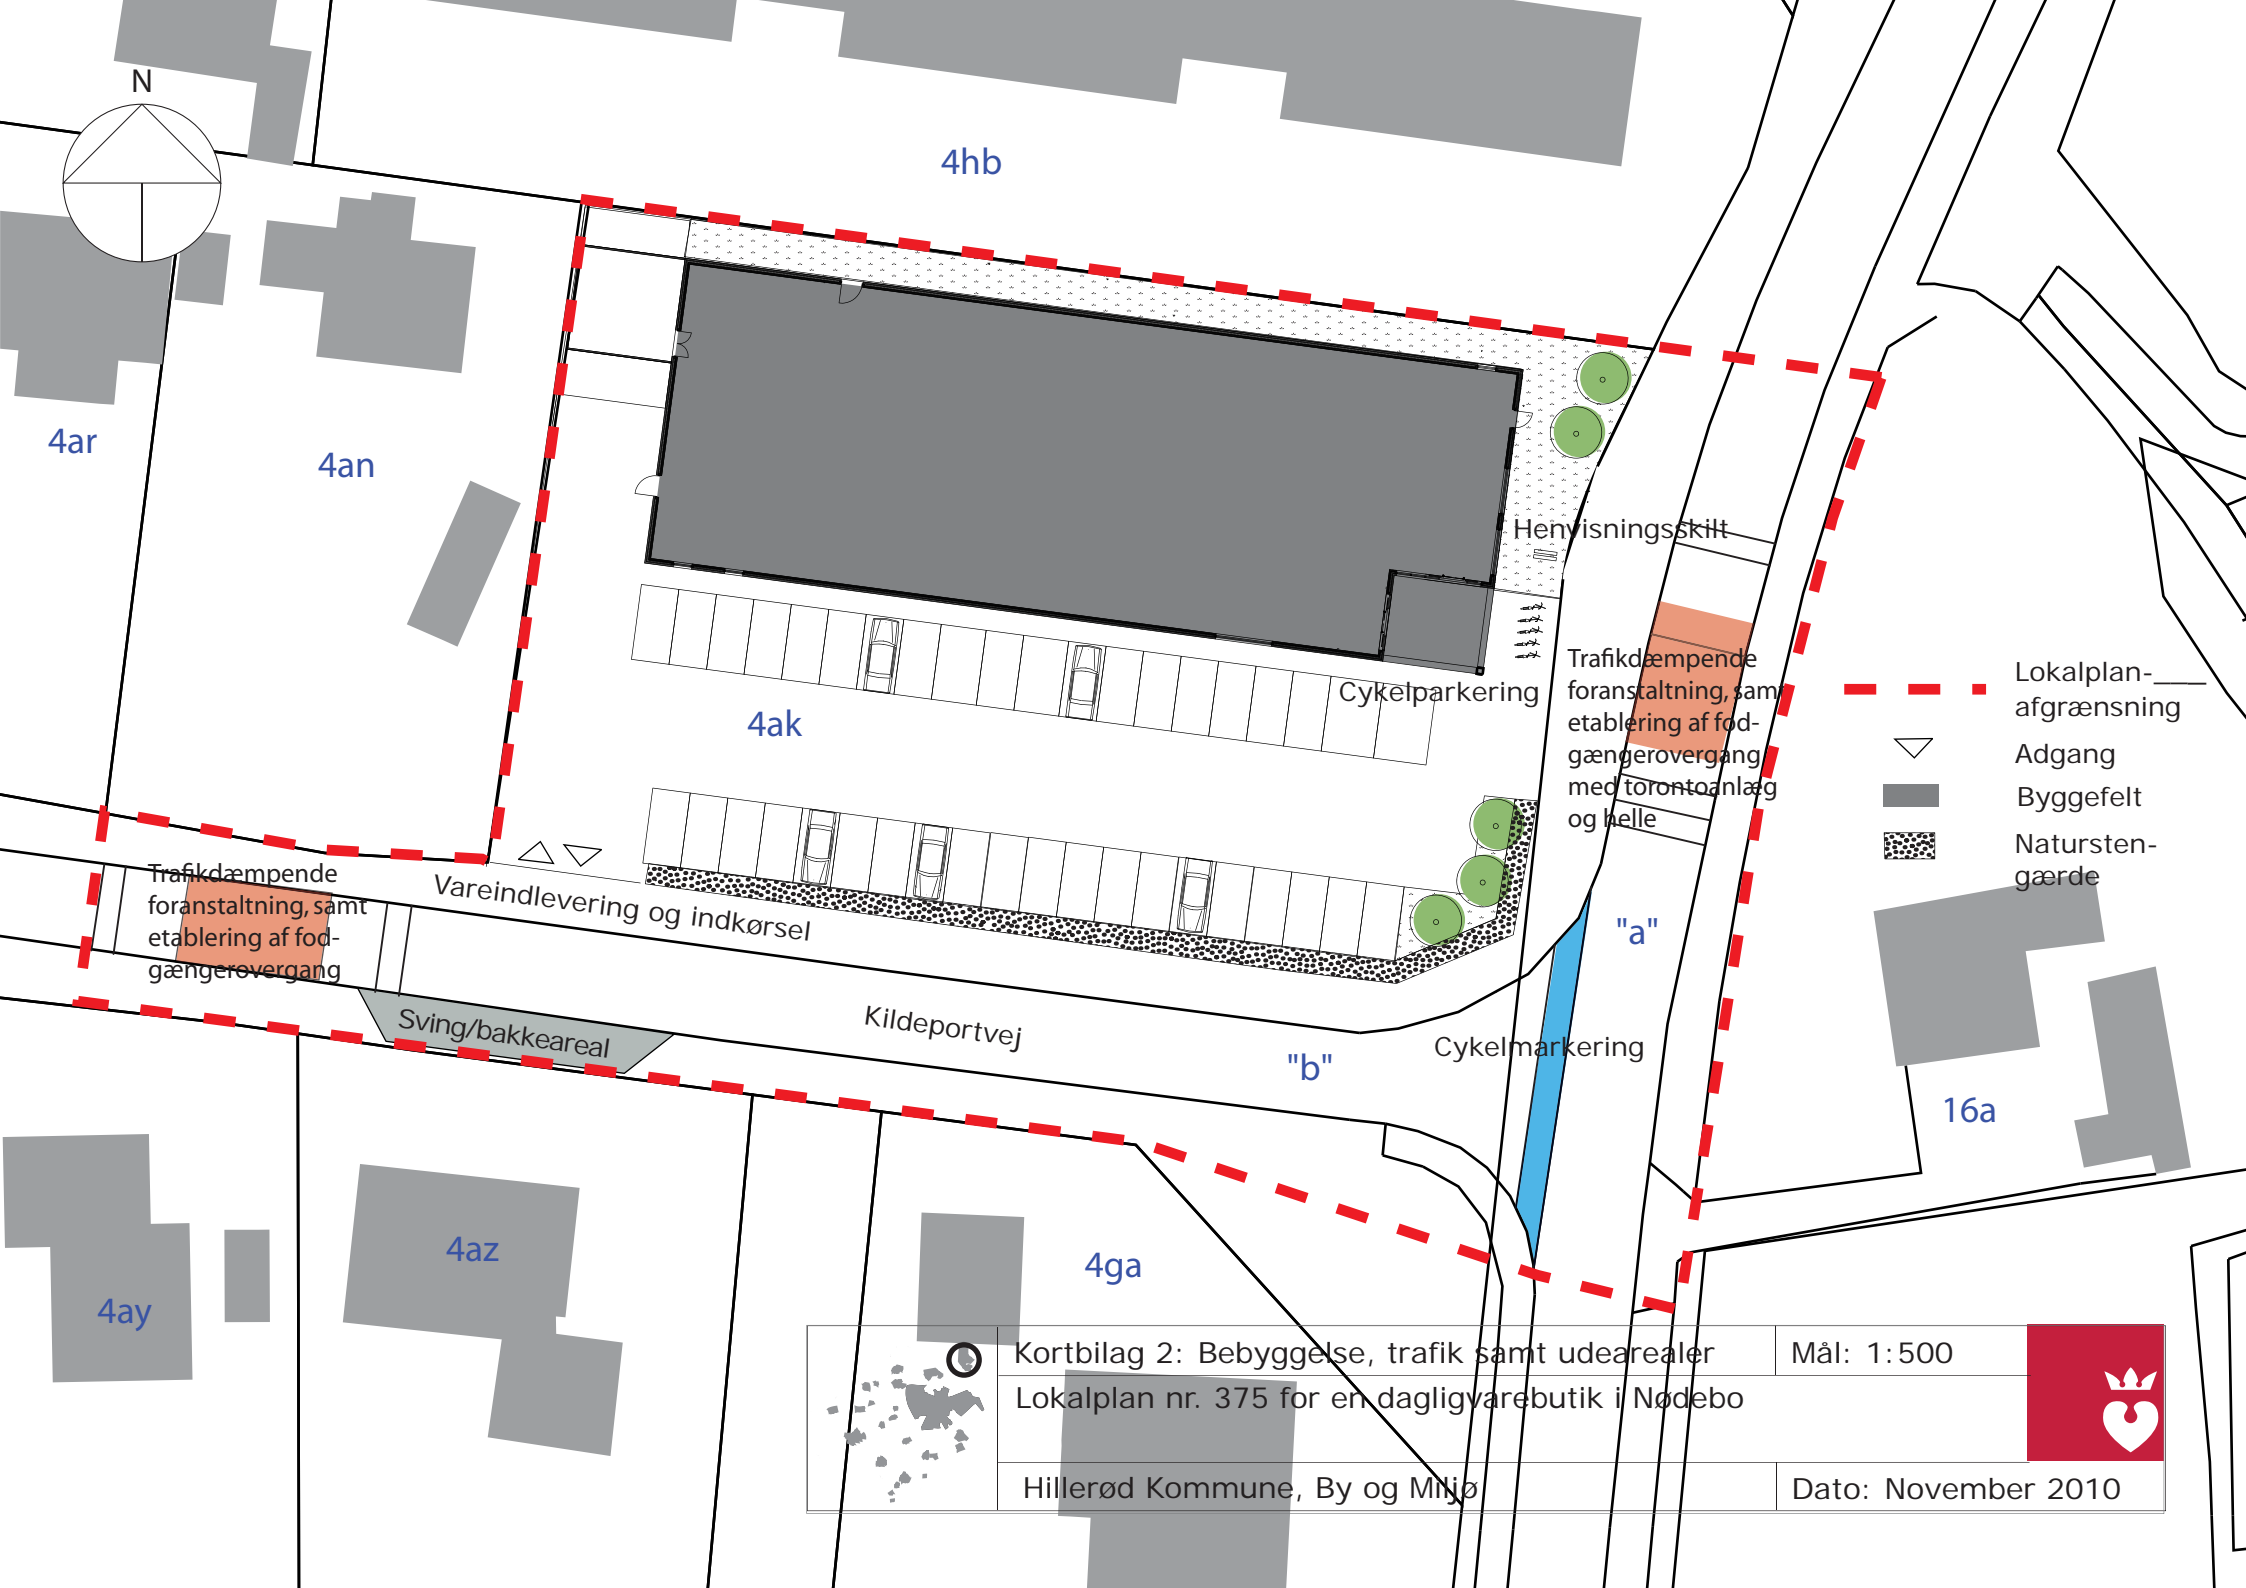 N
4hb
4ar
4an
Henvisningsskilt
Trafikdæmpende
foranstaltning, samt
etablering af fod-
gængerovergang
med torontoanlæg
og helle
Cykelparkering
4ak
Lokalplan-___
afgrænsning
Adgang
Byggefelt
Natursten-
gærde
Trafikdæmpende
foranstaltning, samt
etablering af fod-
gængerovergang
Vareindlevering og indkørsel
"a"
Sving/bakkeareal
Kildeportvej
"b"
Cykelmarkering
16a
4ay
4az
4ga
Kortbilag 2: Bebyggelse, trafik samt udearealer
Mål: 1:500
Lokalplan nr. 375 for en dagligvarebutik i Nødebo
Hillerød Kommune, By og Miljø
Dato: November 2010